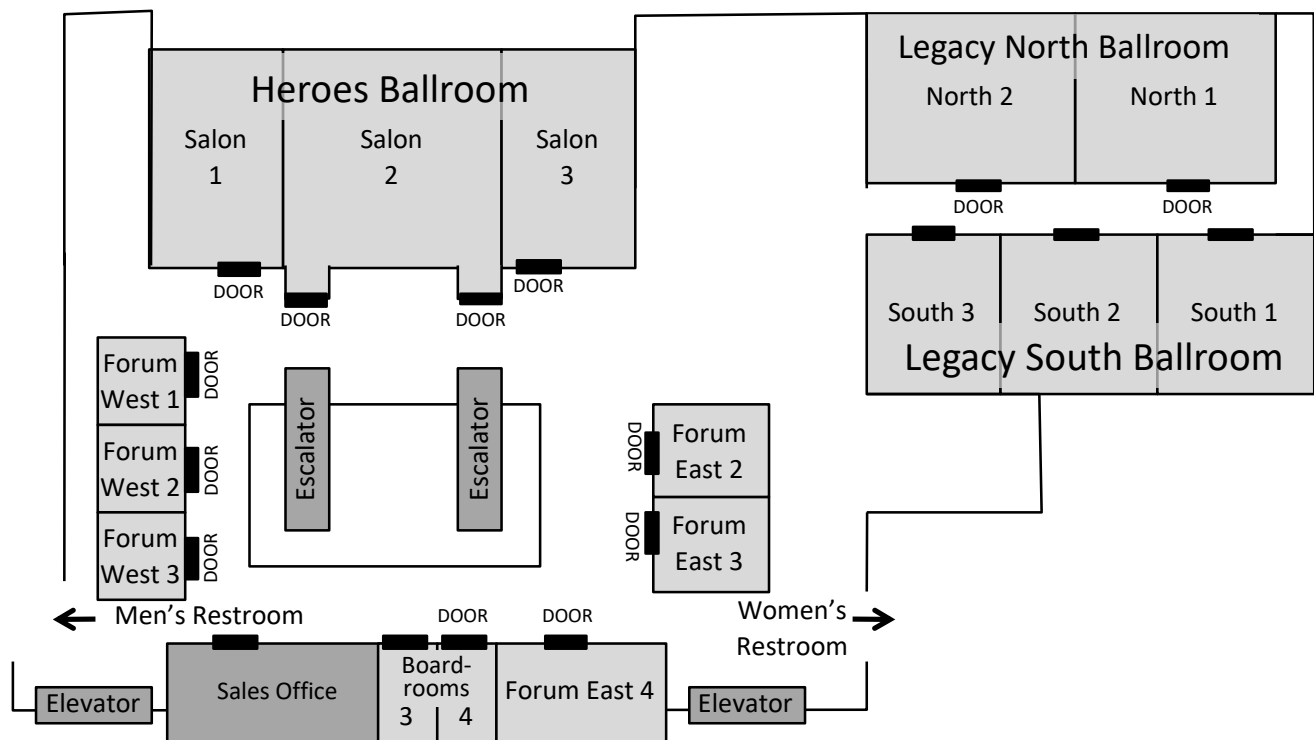 Legacy North Ballroom
North 2
North 1
DOOR
DOOR
Heroes Ballroom
Salon
1
Salon
2
Salon
3
DOOR
DOOR
DOOR
DOOR
South 3
South 2
South 1
Legacy South Ballroom
Forum
West 1
DOOR
Forum
West 2
DOOR
Forum
West 3
DOOR
Escalator
Escalator
DOOR
Forum
East 2
DOOR
Forum
East 3
Men’s Restroom
Women’s
Restroom
DOOR
DOOR
Elevator
Sales Office
Board-
rooms
3
4
Forum East 4
Elevator